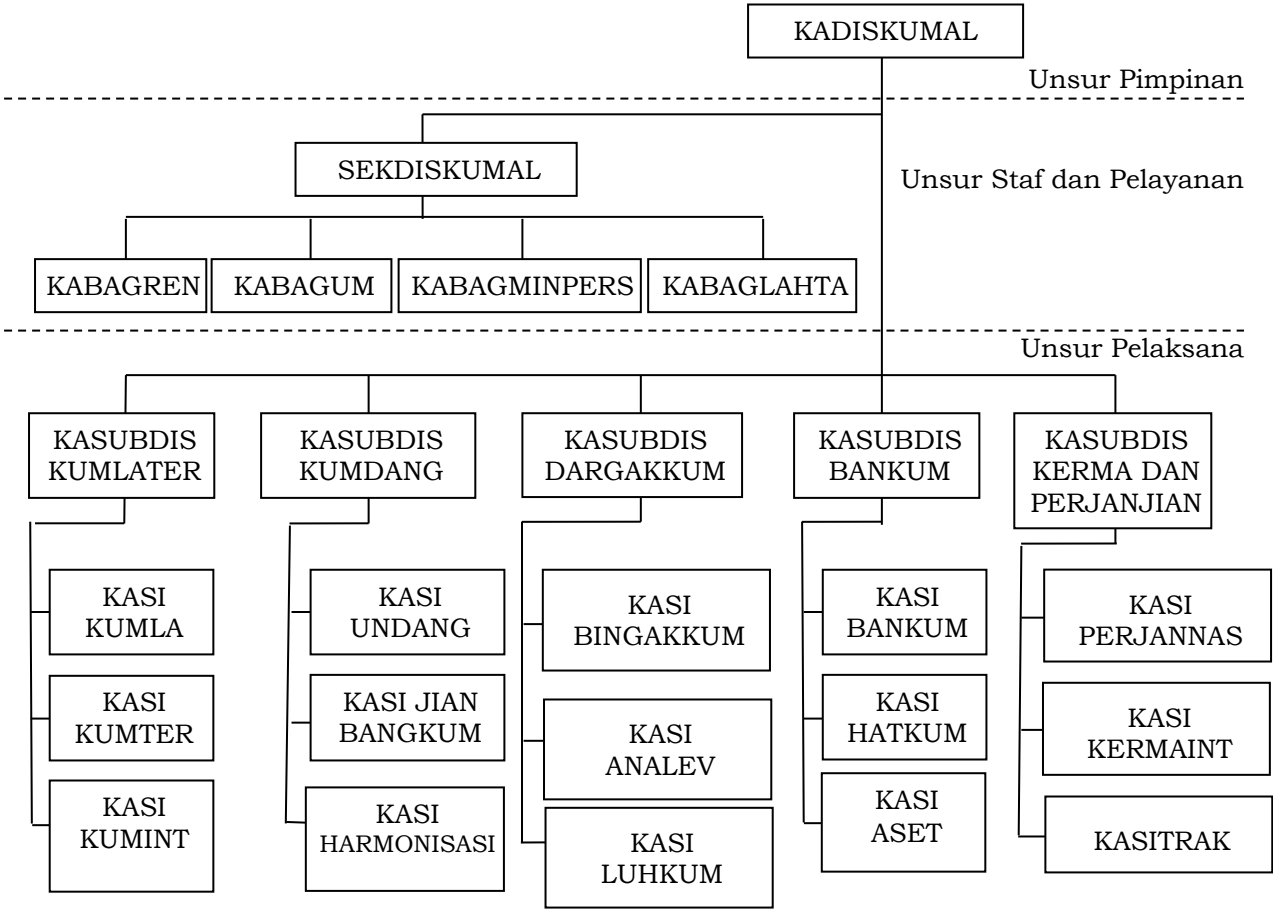 KADISKUMAL
Unsur Pimpinan
SEKDISKUMAL
Unsur Staf dan Pelayanan
KABAGREN
KABAGUM
KABAGMINPERS
KABAGLAHTA
Unsur Pelaksana
KASUBDIS
KUMLATER
KASUBDIS
KUMDANG
KASUBDIS
DARGAKKUM
KASUBDIS
BANKUM
KASUBDIS
KERMA DAN
PERJANJIAN
KASI
KUMLA
KASI
UNDANG
KASI
BINGAKKUM
KASI
BANKUM
KASI
PERJANNAS
KASI
KUMTER
KASI JIAN
BANGKUM
KASI
ANALEV
KASI
HATKUM
KASI
KERMAINT
KASI
KUMINT
KASI
HARMONISASI
KASI
LUHKUM
KASI
ASET
KASITRAK